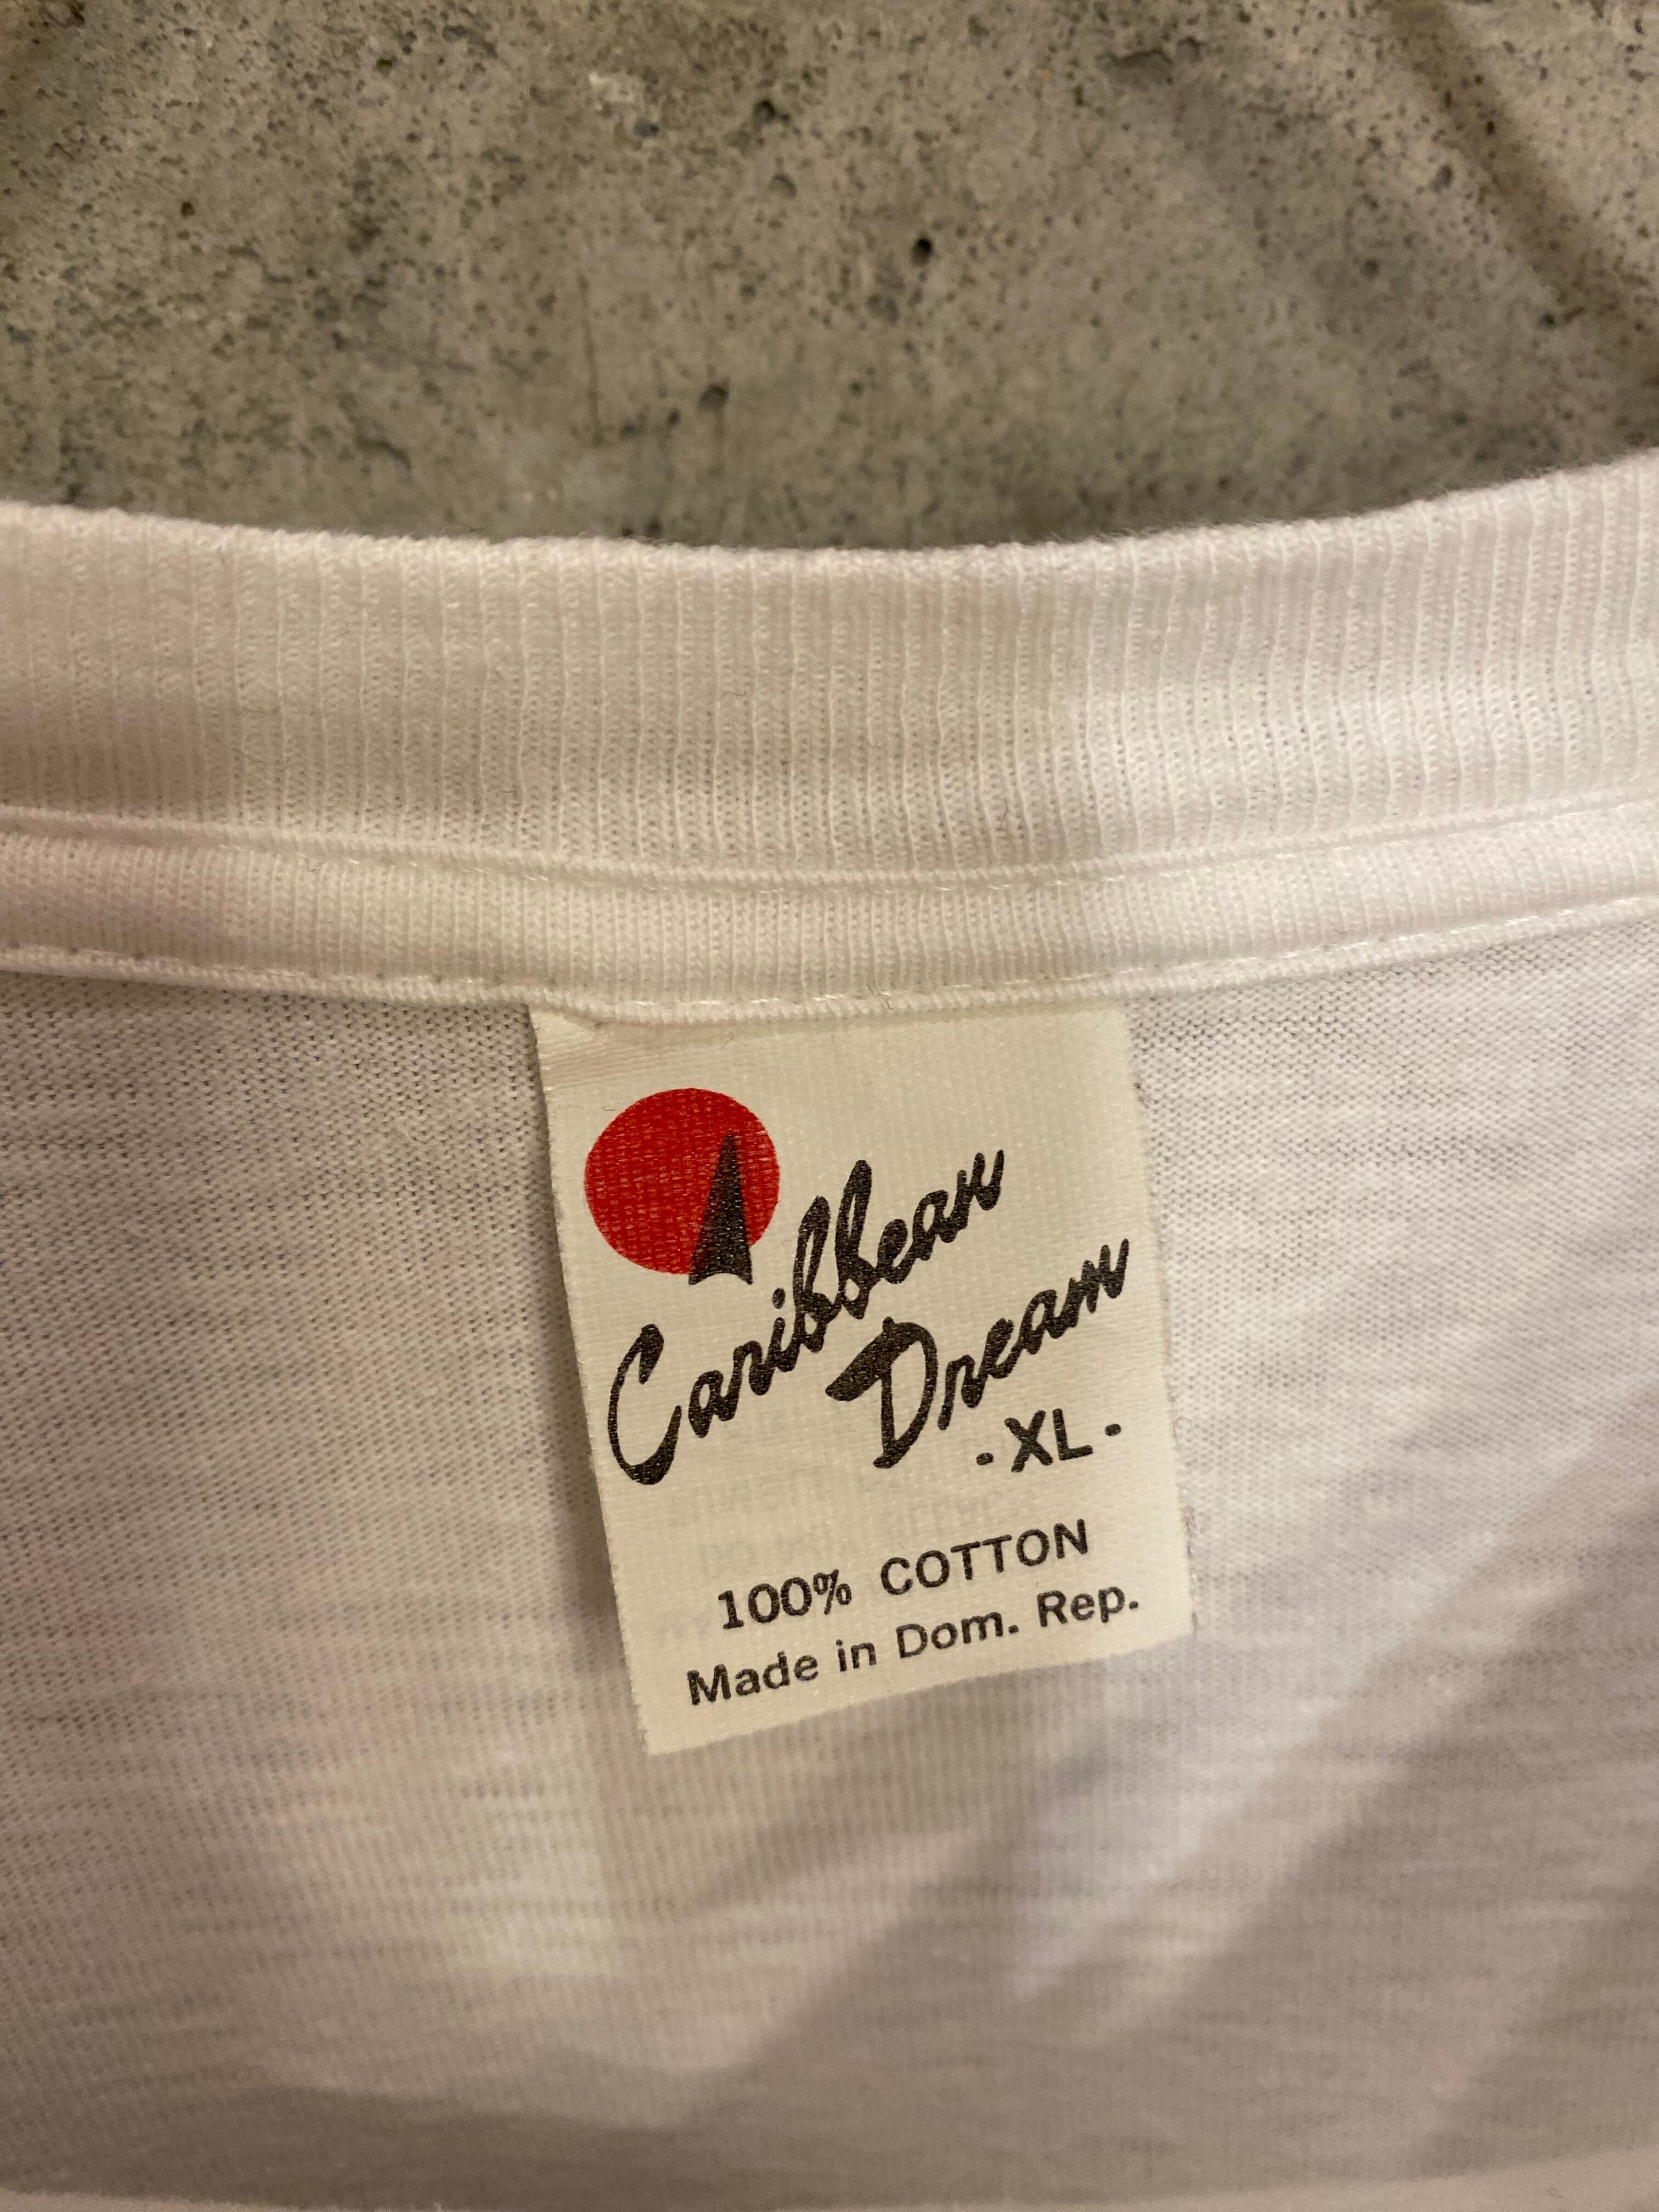 Caribbean
Dream
- XL -
100% COTTON
Made in Dom. Rep.